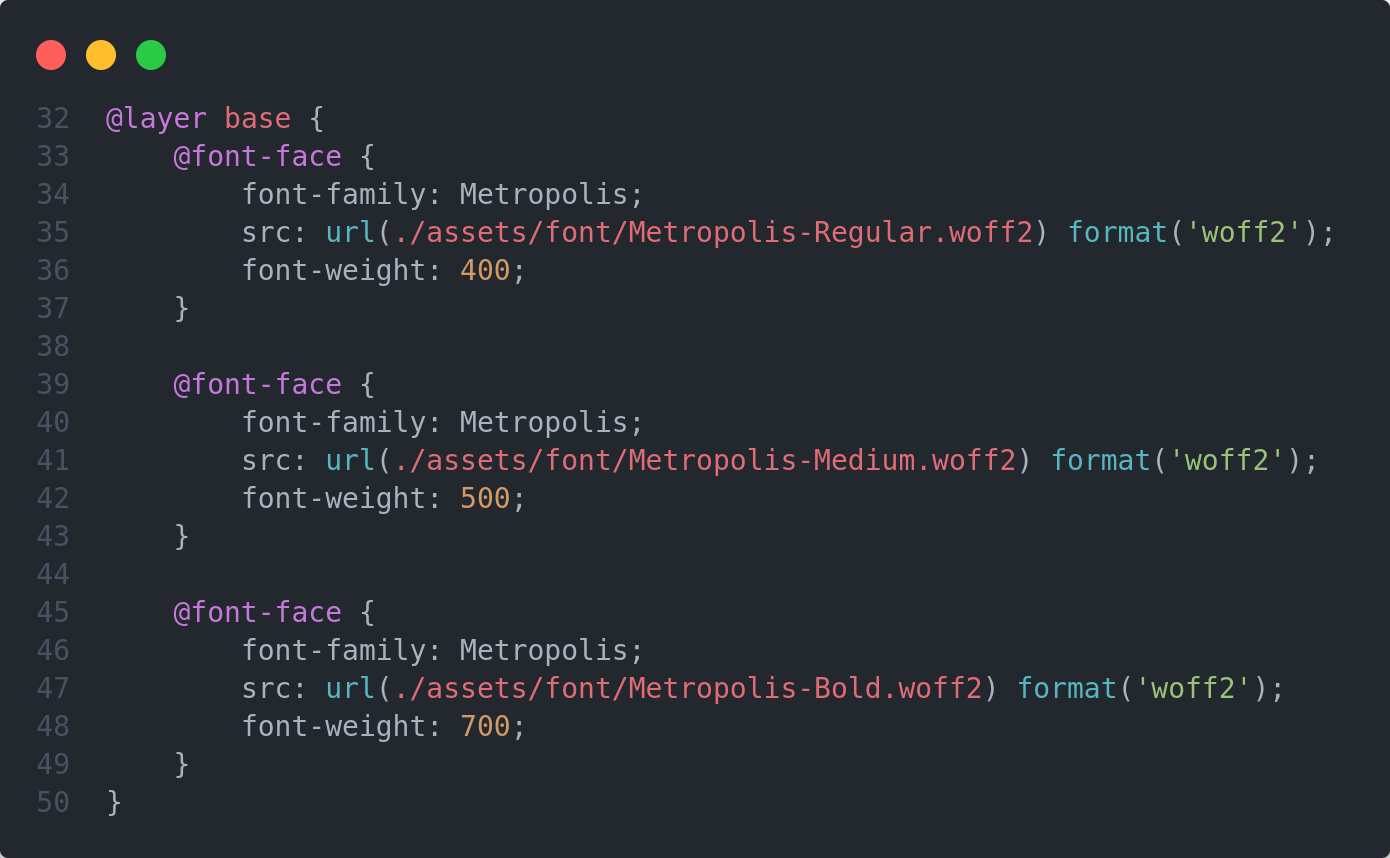 32 @layer base {
33     @font-face {
34         font-family: Metropolis;
35         src: url(./assets/font/Metropolis-Regular.woff2) format('woff2');
36         font-weight: 400;
37     }
38
39     @font-face {
40         font-family: Metropolis;
41         src: url(./assets/font/Metropolis-Medium.woff2) format('woff2');
42         font-weight: 500;
43     }
44
45     @font-face {
46         font-family: Metropolis;
47         src: url(./assets/font/Metropolis-Bold.woff2) format('woff2');
48         font-weight: 700;
49     }
50 }